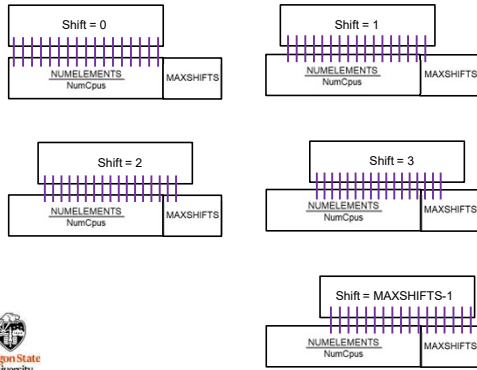 Shift = 0
NUMELEMENTS
NumCpus
MAXSHIFTS
Shift = 1
NUMELEMENTS
NumCpus
MAXSHIFTS
Shift = 2
NUMELEMENTS
NumCpus
MAXSHIFTS
Shift = 3
NUMELEMENTS
NumCpus
MAXSHIFTS
Shift = MAXSHIFTS-1
NUMELEMENTS
NumCpus
MAXSHIFTS
gon State
iversity